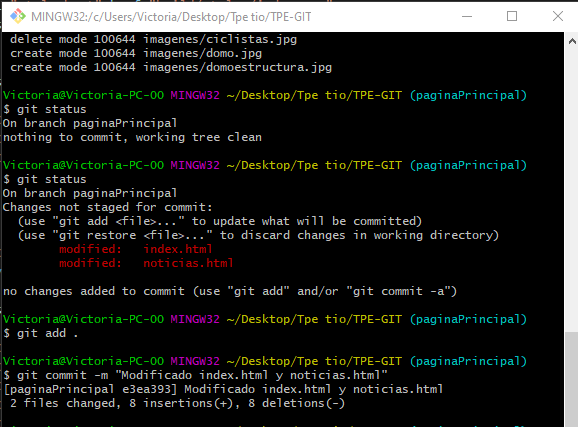 MINGW32:/c/Users/Victoria/Desktop/Tpe tio/TPE-GIT
delete mode 100644 imagenes/ciclistas.jpg
create mode 100644 imagenes/domo.jpg
create mode 100644 imagenes/domoestructura.jpg
Victoria@Victoria-PC-OO MINGW32 ~/Desktop/Tpe tio/TPE-GIT (paginaPrincipal)
$ git status
On branch paginaPrincipal
nothing to commit, working tree clean
Victoria@Victoria-PC-OO MINGW32 ~/Desktop/Tpe tio/TPE-GIT (paginaPrincipal)
$ git status
On branch paginaPrincipal
Changes not staged for commit:
(use "git add <file>..." to update what will be committed)
(use "git restore <file>..." to discard changes in working directory)
modified: index.html
modified: noticias.html
no changes added to commit (use "git add" and/or "git commit -a")
Victoria@Victoria-PC-OO MINGW32 ~/Desktop/Tpe tio/TPE-GIT (paginaPrincipal)
$ git add .
Victoria@Victoria-PC-OO MINGW32 ~/Desktop/Tpe tio/TPE-GIT (paginaPrincipal)
$ git commit -m "Modificado index.html y noticias.html"
[paginaPrincipal e3ea393] Modificado index.html y noticias.html
2 files changed, 8 insertions(+), 8 deletions(-)